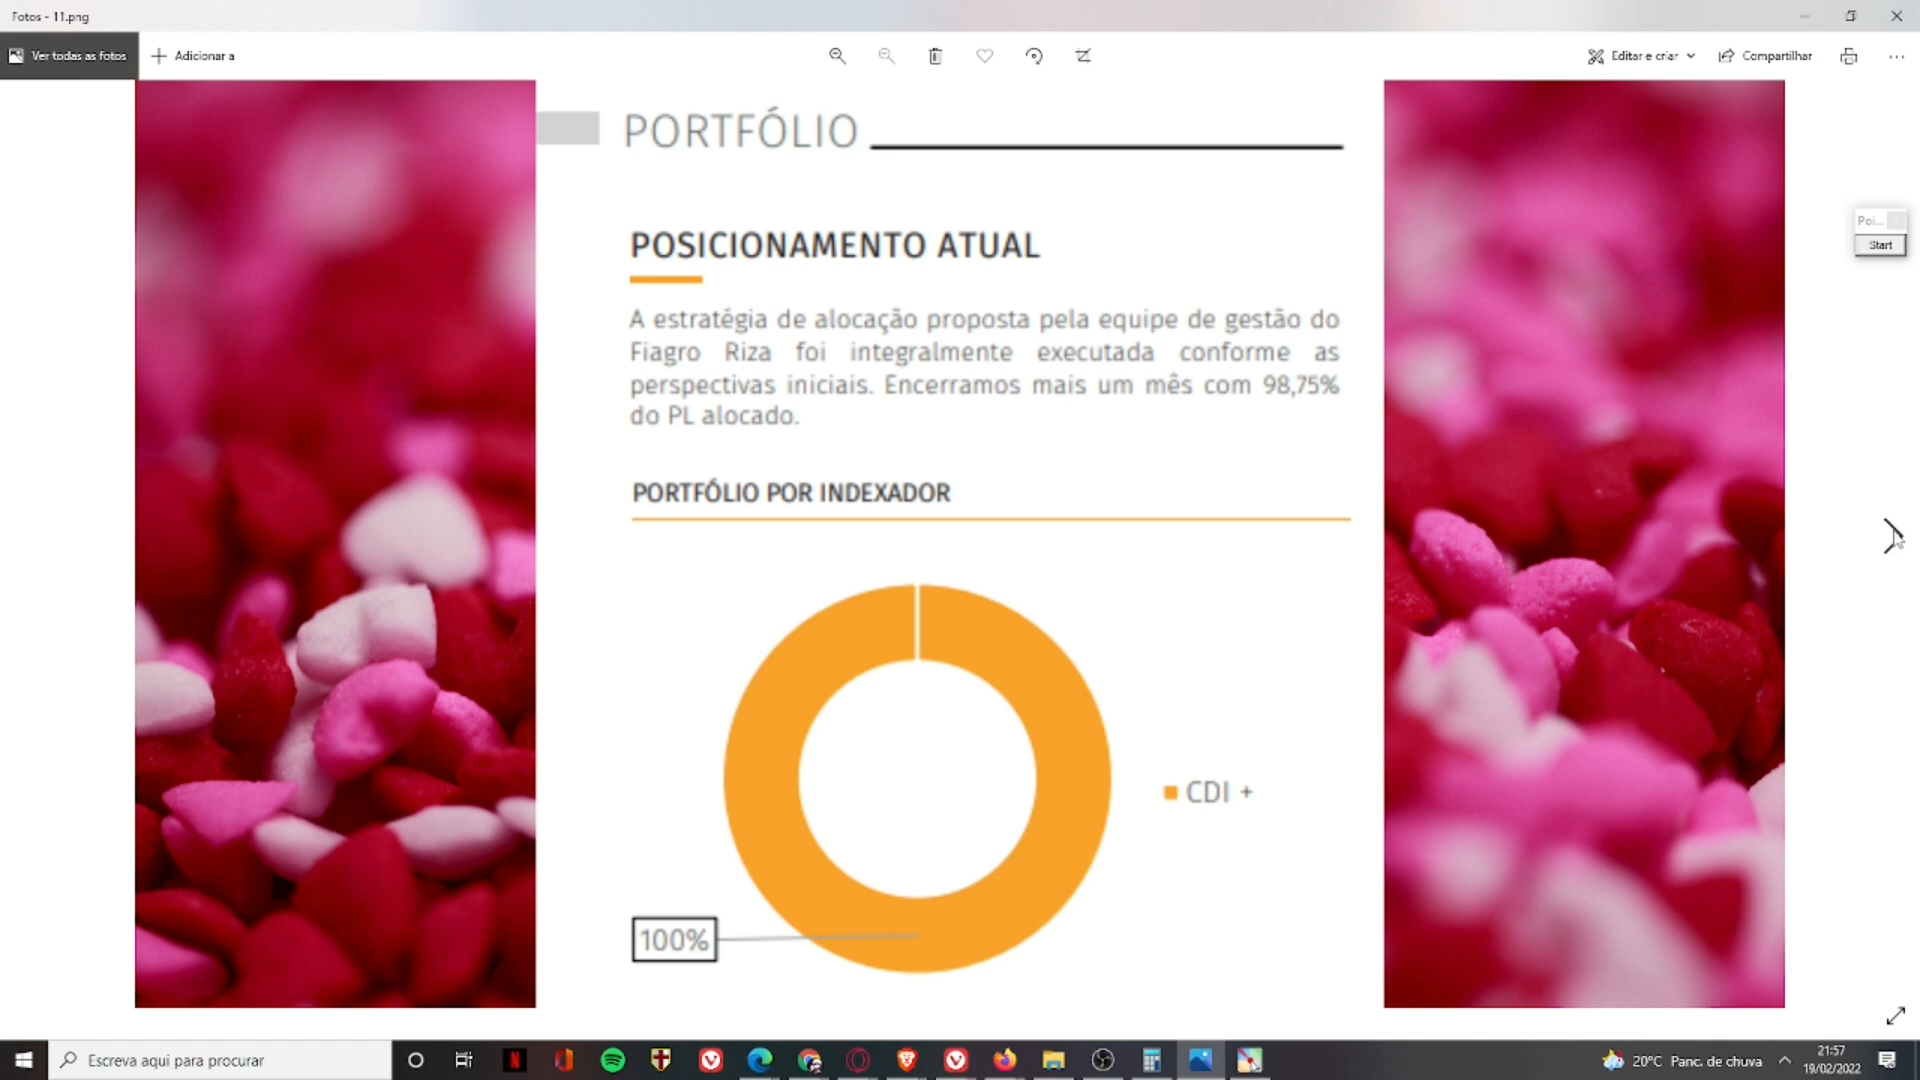 Fotos - 11.png
Ver todas as fotos
Adicionar a
Editar e criar
Compartilhar
PORTFÓLIO
Poi...
Start
POSICIONAMENTO ATUAL
A estratégia de alocação proposta pela equipe de gestão do
Fiagro Riza foi integralmente executada conforme as
perspectivas iniciais. Encerramos mais um mês com 98,75%
do PL alocado.
PORTFÓLIO POR INDEXADOR
CDI +
100%
Escreva aqui para procurar
20°C Panc. de chuva
21:57
19/02/2022